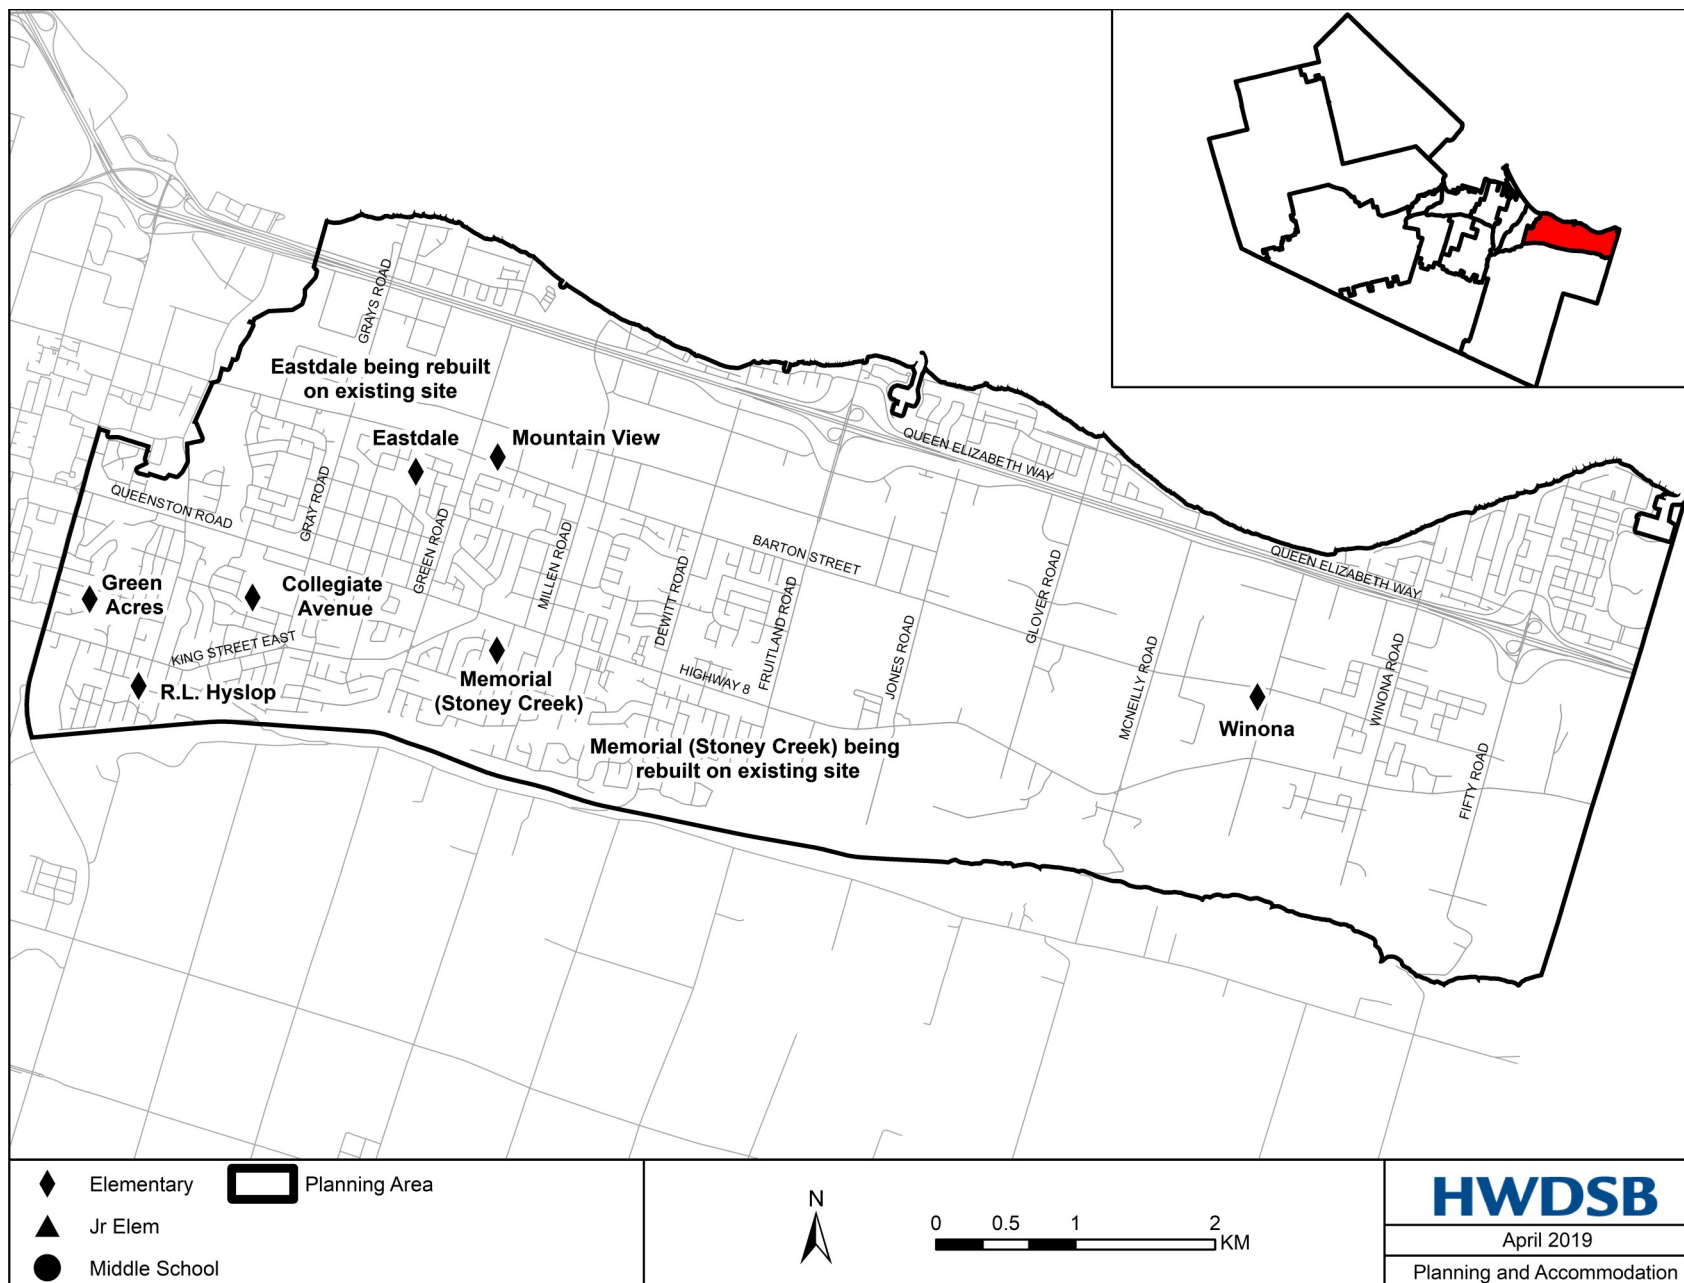 GRAYS ROAD
Eastdale being rebuilt
on existing site
Eastdale
Mountain View
QUEEN ELIZABETH WAY
QUEENSTON ROAD
GRAY ROAD
GREEN ROAD
MILLEN ROAD
BARTON STREET
DEWITT ROAD
FRUITLAND ROAD
JONES ROAD
GLOVER ROAD
QUEEN ELIZABETH WAY
Green
Acres
Collegiate
Avenue
KING STREET EAST
R.L. Hyslop
Memorial
(Stoney Creek)
HIGHWAY 8
MCNEILLY ROAD
WINONA ROAD
Winona
FIFTY ROAD
Memorial (Stoney Creek) being
rebuilt on existing site
Elementary
Planning Area
Jr Elem
Middle School
N
0 0.5 1 2
KM
HWDSB
April 2019
Planning and Accommodation